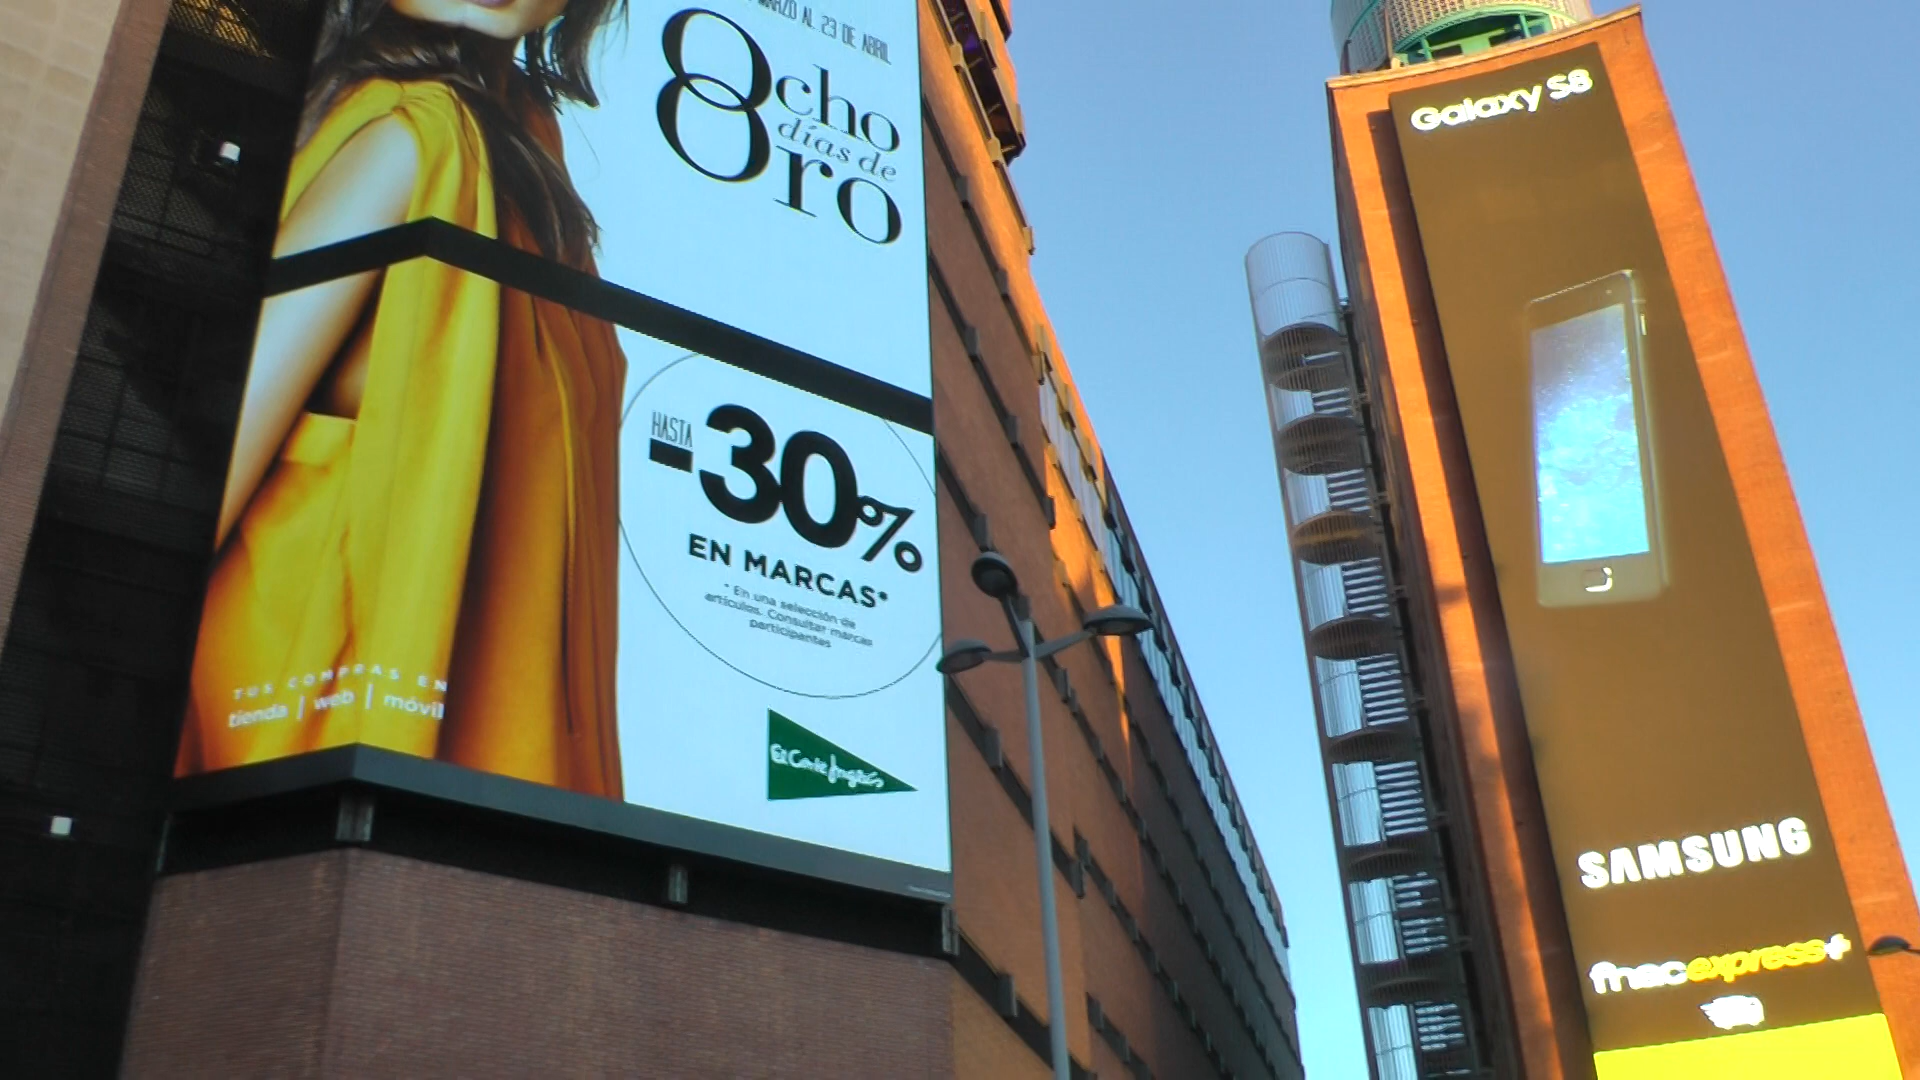 MARZO AL 23 DE ABRIL
8cho
días de
8ro
HASTA
-30%
EN MARCAS*
* En una selección de
artículos. Consultar marcas
participantes
TUS COMPRAS EN
tienda | web | móvil
El Corte Inglés
Galaxy S8
SAMSUNG
fnac express+